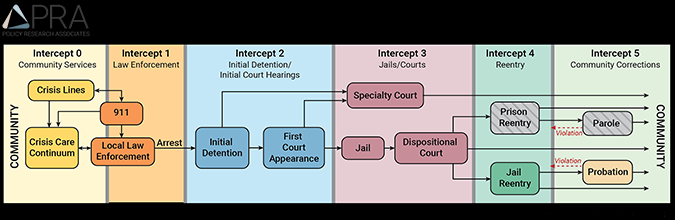 PRA
POLICY RESEARCH ASSOCIATES
Intercept 0
Community Services
Intercept 1
Law Enforcement
Intercept 2
Initial Detention/
Initial Court Hearings
Intercept 3
Jails/Courts
Intercept 4
Reentry
Intercept 5
Community Corrections
COMMUNITY
Crisis Lines
911
Crisis Care
Continuum
Local Law
Enforcement
Arrest
Initial
Detention
First
Court
Appearance
Specialty Court
Jail
Dispositional
Court
Prison
Reentry
Parole
Violation
Violation
Jail
Reentry
Probation
COMMUNITY